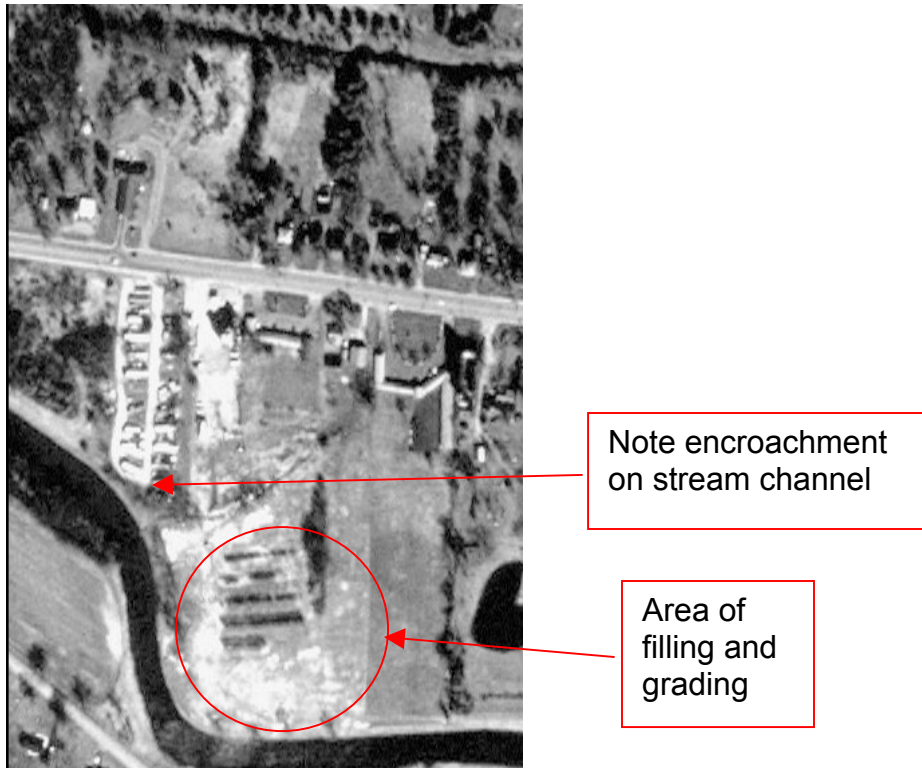 Note encroachment
on stream channel
Area of
filling and
grading